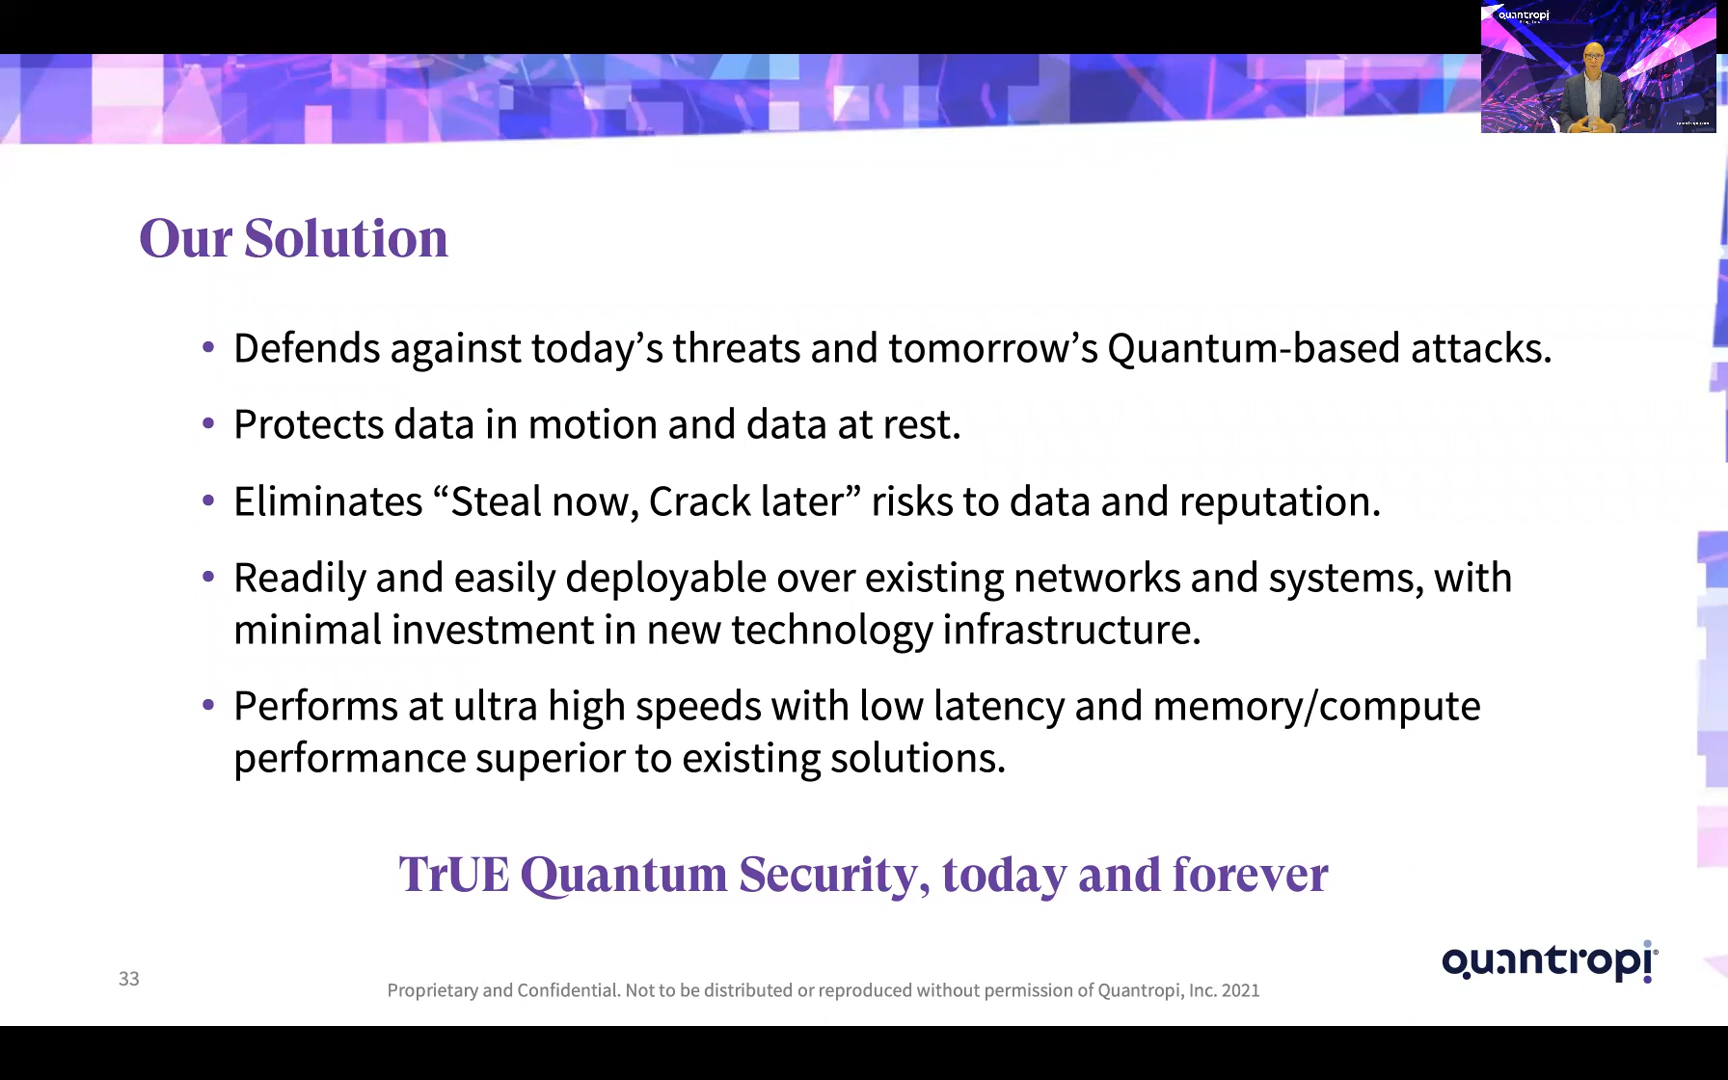 quantropi
Our Solution
• Defends against today’s threats and tomorrow’s Quantum-based attacks.
• Protects data in motion and data at rest.
• Eliminates “Steal now, Crack later” risks to data and reputation.
• Readily and easily deployable over existing networks and systems, with
minimal investment in new technology infrastructure.
• Performs at ultra high speeds with low latency and memory/compute
performance superior to existing solutions.
TrUE Quantum Security, today and forever
quantropi
33
Proprietary and Confidential. Not to be distributed or reproduced without permission of Quantropi, Inc. 2021